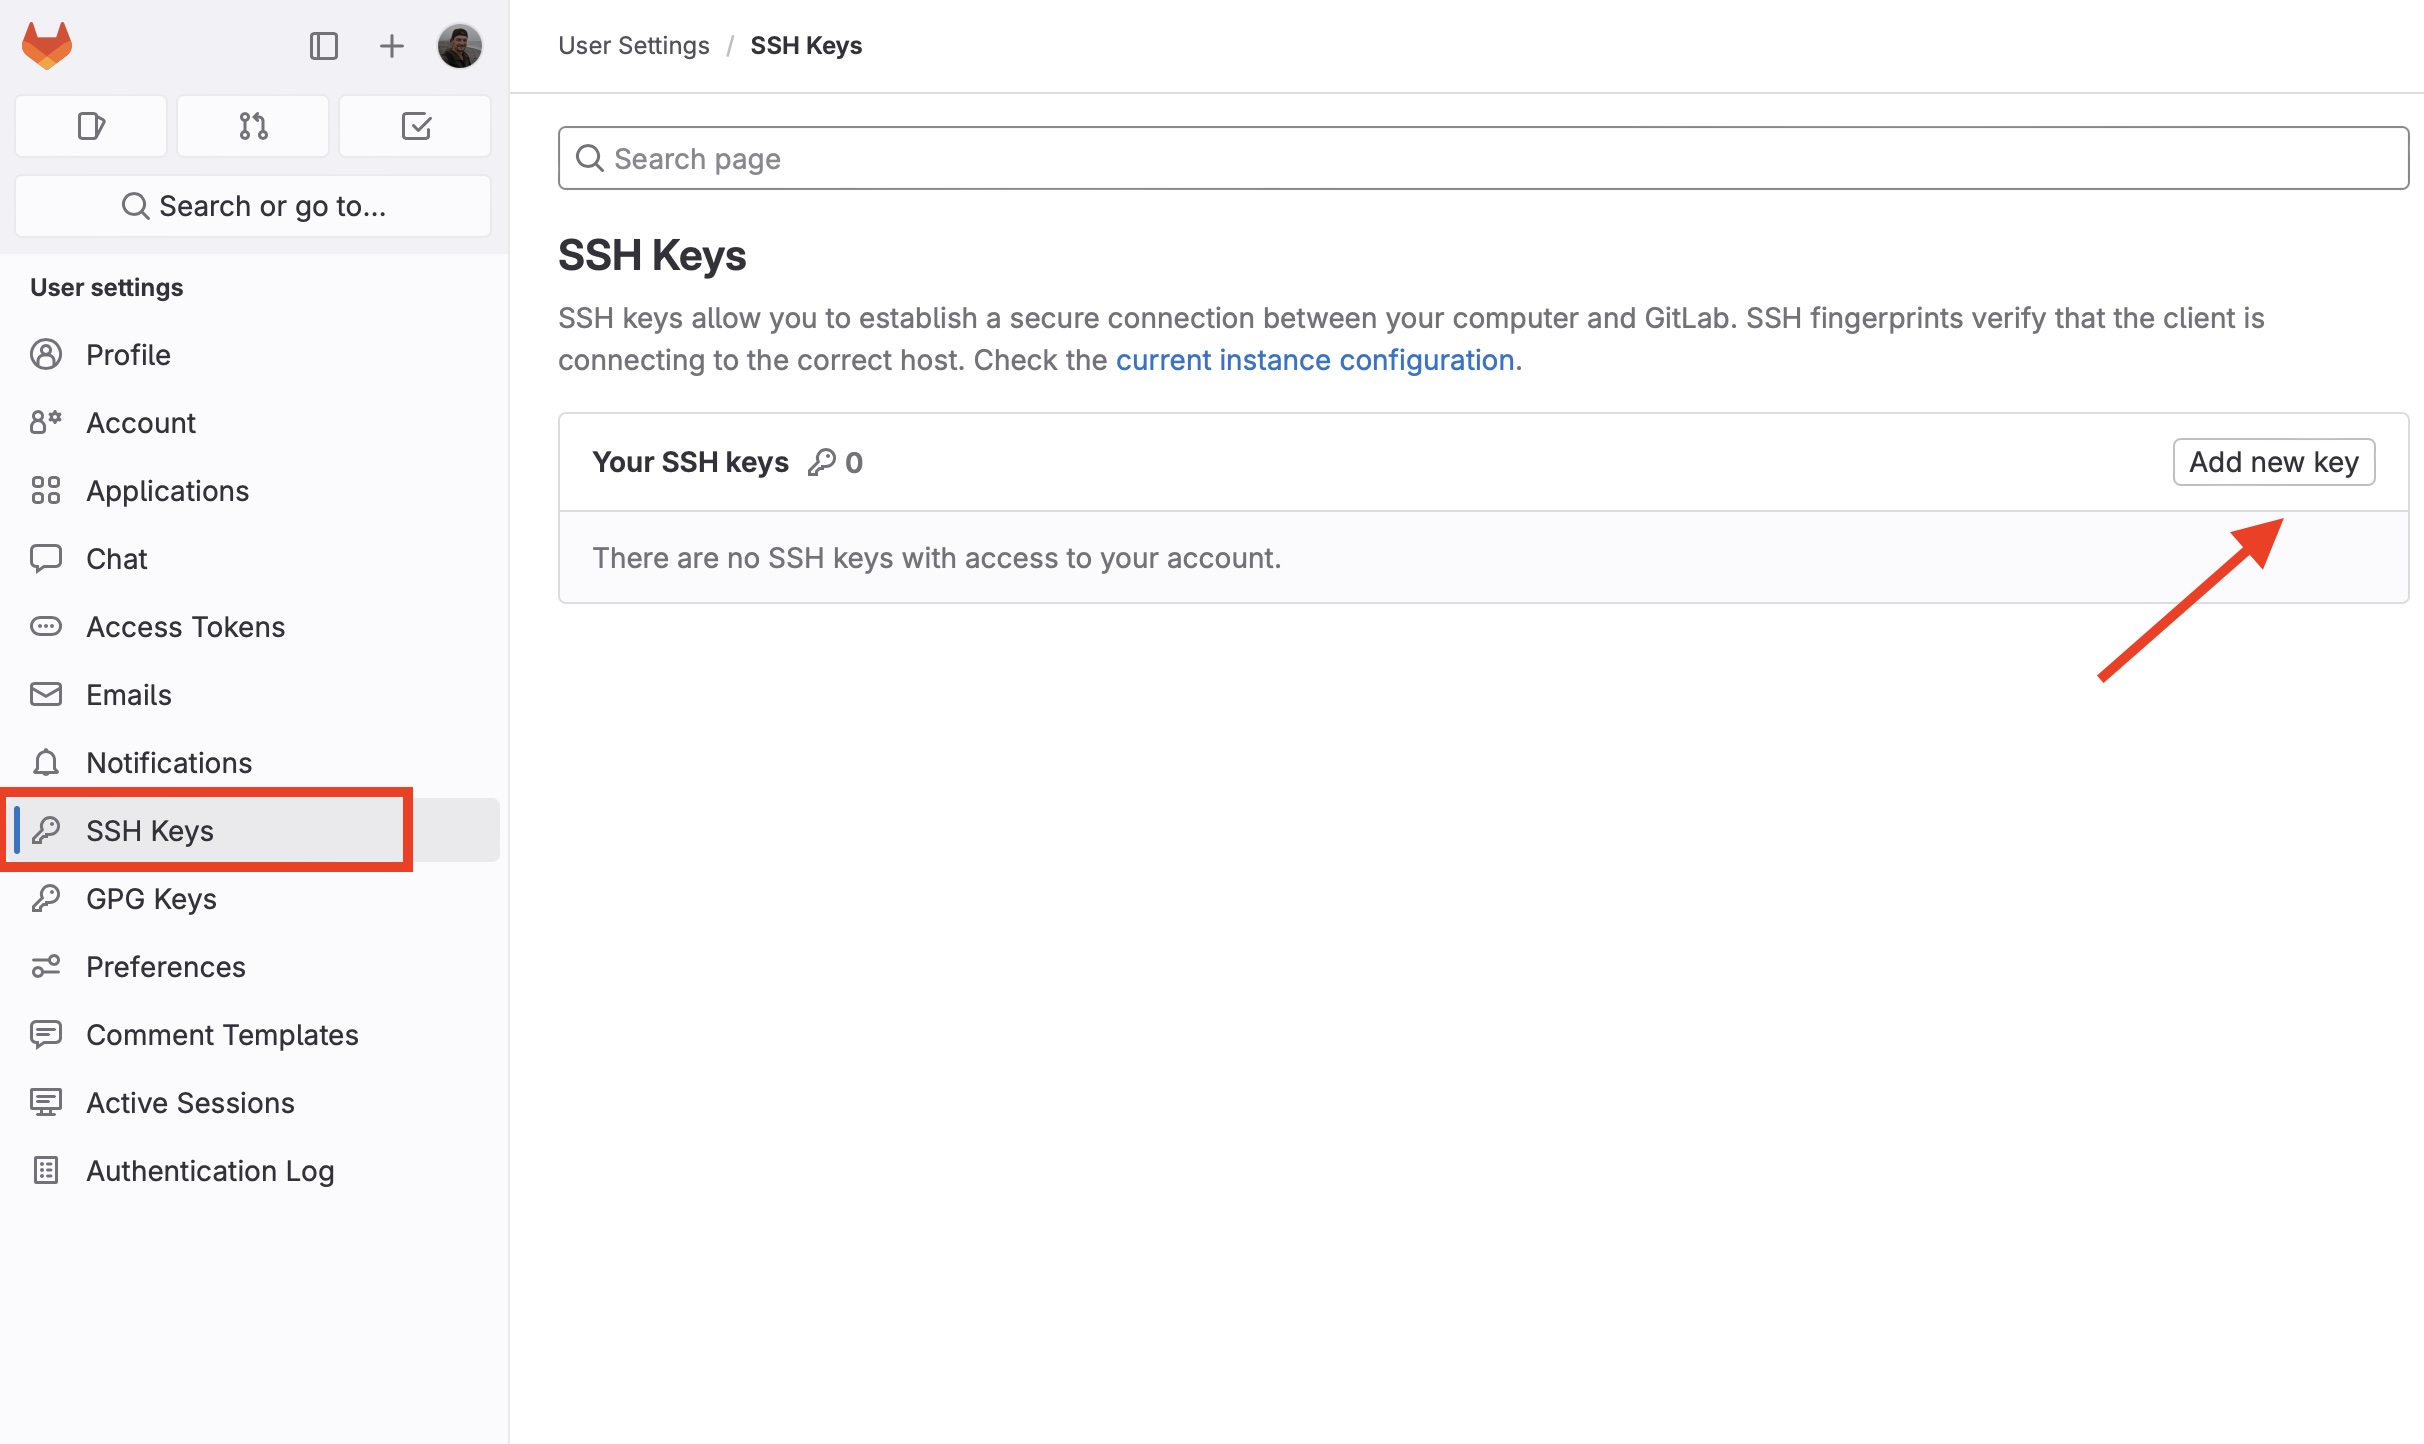 User Settings / SSH Keys
Search page
Search or go to...
User settings
Profile
Account
Applications
Chat
Access Tokens
Emails
Notifications
SSH Keys
GPG Keys
Preferences
Comment Templates
Active Sessions
Authentication Log
SSH Keys
SSH keys allow you to establish a secure connection between your computer and GitLab. SSH fingerprints verify that the client is
connecting to the correct host. Check the current instance configuration.
Your SSH keys 0
Add new key
There are no SSH keys with access to your account.